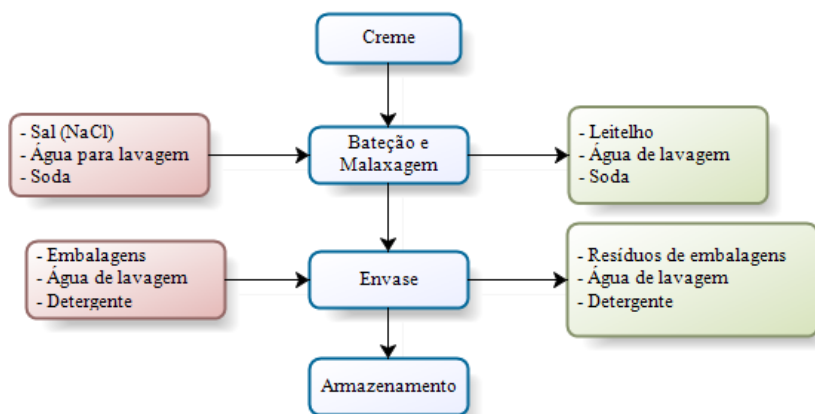 Creme
- Sal (NaCl)
- Água para lavagem
- Soda
Bateção e
Malaxagem
- Leitelho
- Água de lavagem
- Soda
- Embalagens
- Água de lavagem
- Detergente
Envase
- Resíduos de embalagens
- Água de lavagem
- Detergente
Armazenamento